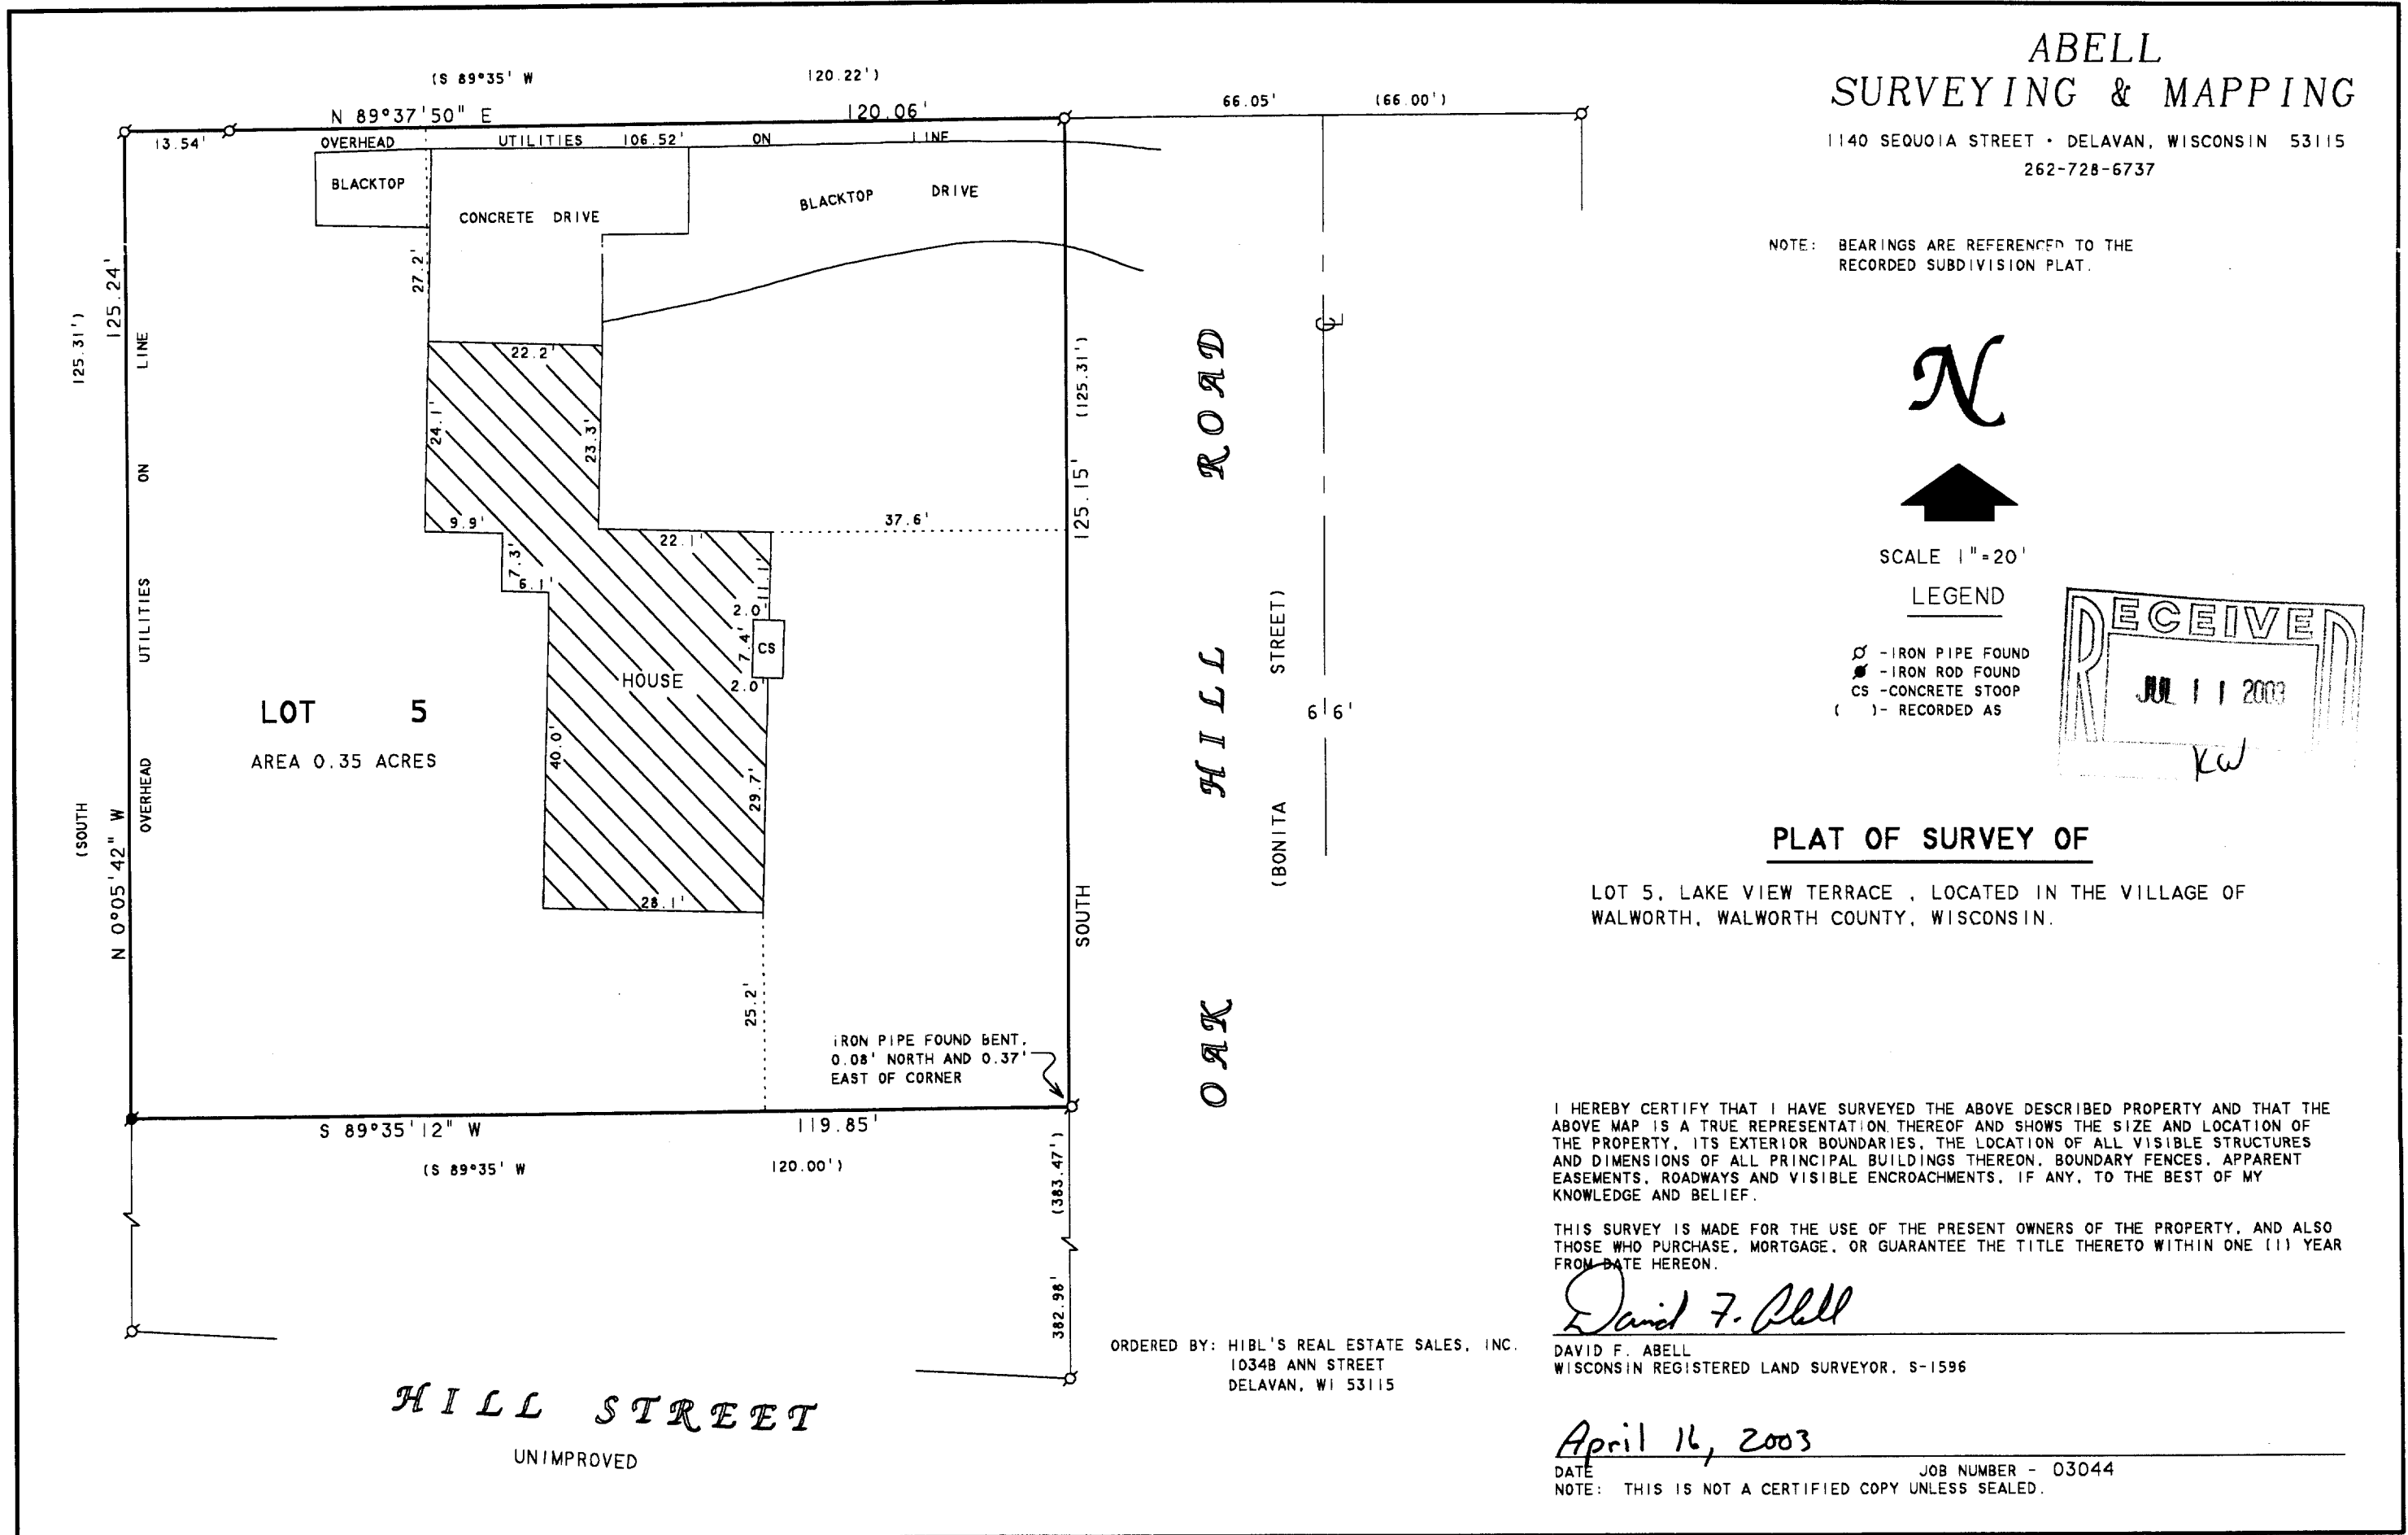 ABELL
SURVEYING & MAPPING
1140 SEQUOIA STREET • DELAVAN, WISCONSIN 53115
262-728-6737
NOTE: BEARINGS ARE REFERENCED TO THE
RECORDED SUBDIVISION PLAT.
N
SCALE 1"=20'
LEGEND
-IRON PIPE FOUND
-IRON ROD FOUND
CS -CONCRETE STOOP
( )- RECORDED AS
RECEIVED
JUL 11 2003
KW
PLAT OF SURVEY OF
LOT 5, LAKE VIEW TERRACE , LOCATED IN THE VILLAGE OF
WALWORTH, WALWORTH COUNTY, WISCONSIN.
I HEREBY CERTIFY THAT I HAVE SURVEYED THE ABOVE DESCRIBED PROPERTY AND THAT THE
ABOVE MAP IS A TRUE REPRESENTATION THEREOF AND SHOWS THE SIZE AND LOCATION OF
THE PROPERTY, ITS EXTERIOR BOUNDARIES, THE LOCATION OF ALL VISIBLE STRUCTURES
AND DIMENSIONS OF ALL PRINCIPAL BUILDINGS THEREON, BOUNDARY FENCES, APPARENT
EASEMENTS, ROADWAYS AND VISIBLE ENCROACHMENTS, IF ANY, TO THE BEST OF MY
KNOWLEDGE AND BELIEF.
THIS SURVEY IS MADE FOR THE USE OF THE PRESENT OWNERS OF THE PROPERTY, AND ALSO
THOSE WHO PURCHASE, MORTGAGE, OR GUARANTEE THE TITLE THERETO WITHIN ONE (1) YEAR
FROM DATE HEREON.
David F. Abell
DAVID F. ABELL
WISCONSIN REGISTERED LAND SURVEYOR, S-1596
April 16, 2003
DATE JOB NUMBER - 03044
NOTE: THIS IS NOT A CERTIFIED COPY UNLESS SEALED.
ORDERED BY: HIBL'S REAL ESTATE SALES, INC.
1034B ANN STREET
DELAVAN, WI 53115
(S 89°35' W 120.22')
N 89°37'50" E 120.06'
66.05' (66.00')
13.54'
OVERHEAD UTILITIES 106.52' ON LINE
BLACKTOP
CONCRETE DRIVE
BLACKTOP DRIVE
27.2'
22.2'
24.1'
23.3'
9.9'
7.3'
6.1'
22.1'
37.6'
11.1'
2.0'
7.4'
CS
2.0'
HOUSE
40.0'
29.7'
28.1'
25.2'
LOT 5
AREA 0.35 ACRES
(SOUTH 125.31')
N 0°05'42" W 125.24'
OVERHEAD UTILITIES ON LINE
SOUTH 125.15' (125.31')
OAK HILL ROAD
(BONITA STREET)
66'
IRON PIPE FOUND BENT,
0.08' NORTH AND 0.37'
EAST OF CORNER
S 89°35'12" W 119.85'
(S 89°35' W 120.00')
382.98' (383.47')
HILL STREET
UNIMPROVED